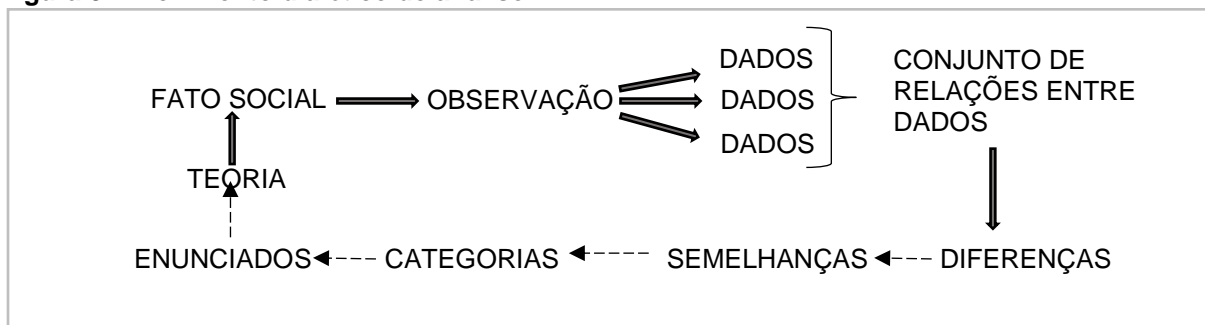 DADOS
CONJUNTO DE
FATO SOCIAL
OBSERVAÇÃO
DADOS
RELAÇÕES ENTRE
DADOS
DADOS
TEORIA
ENUNCIADOS
CATEGORIAS
SEMELHANÇAS
DIFERENÇAS